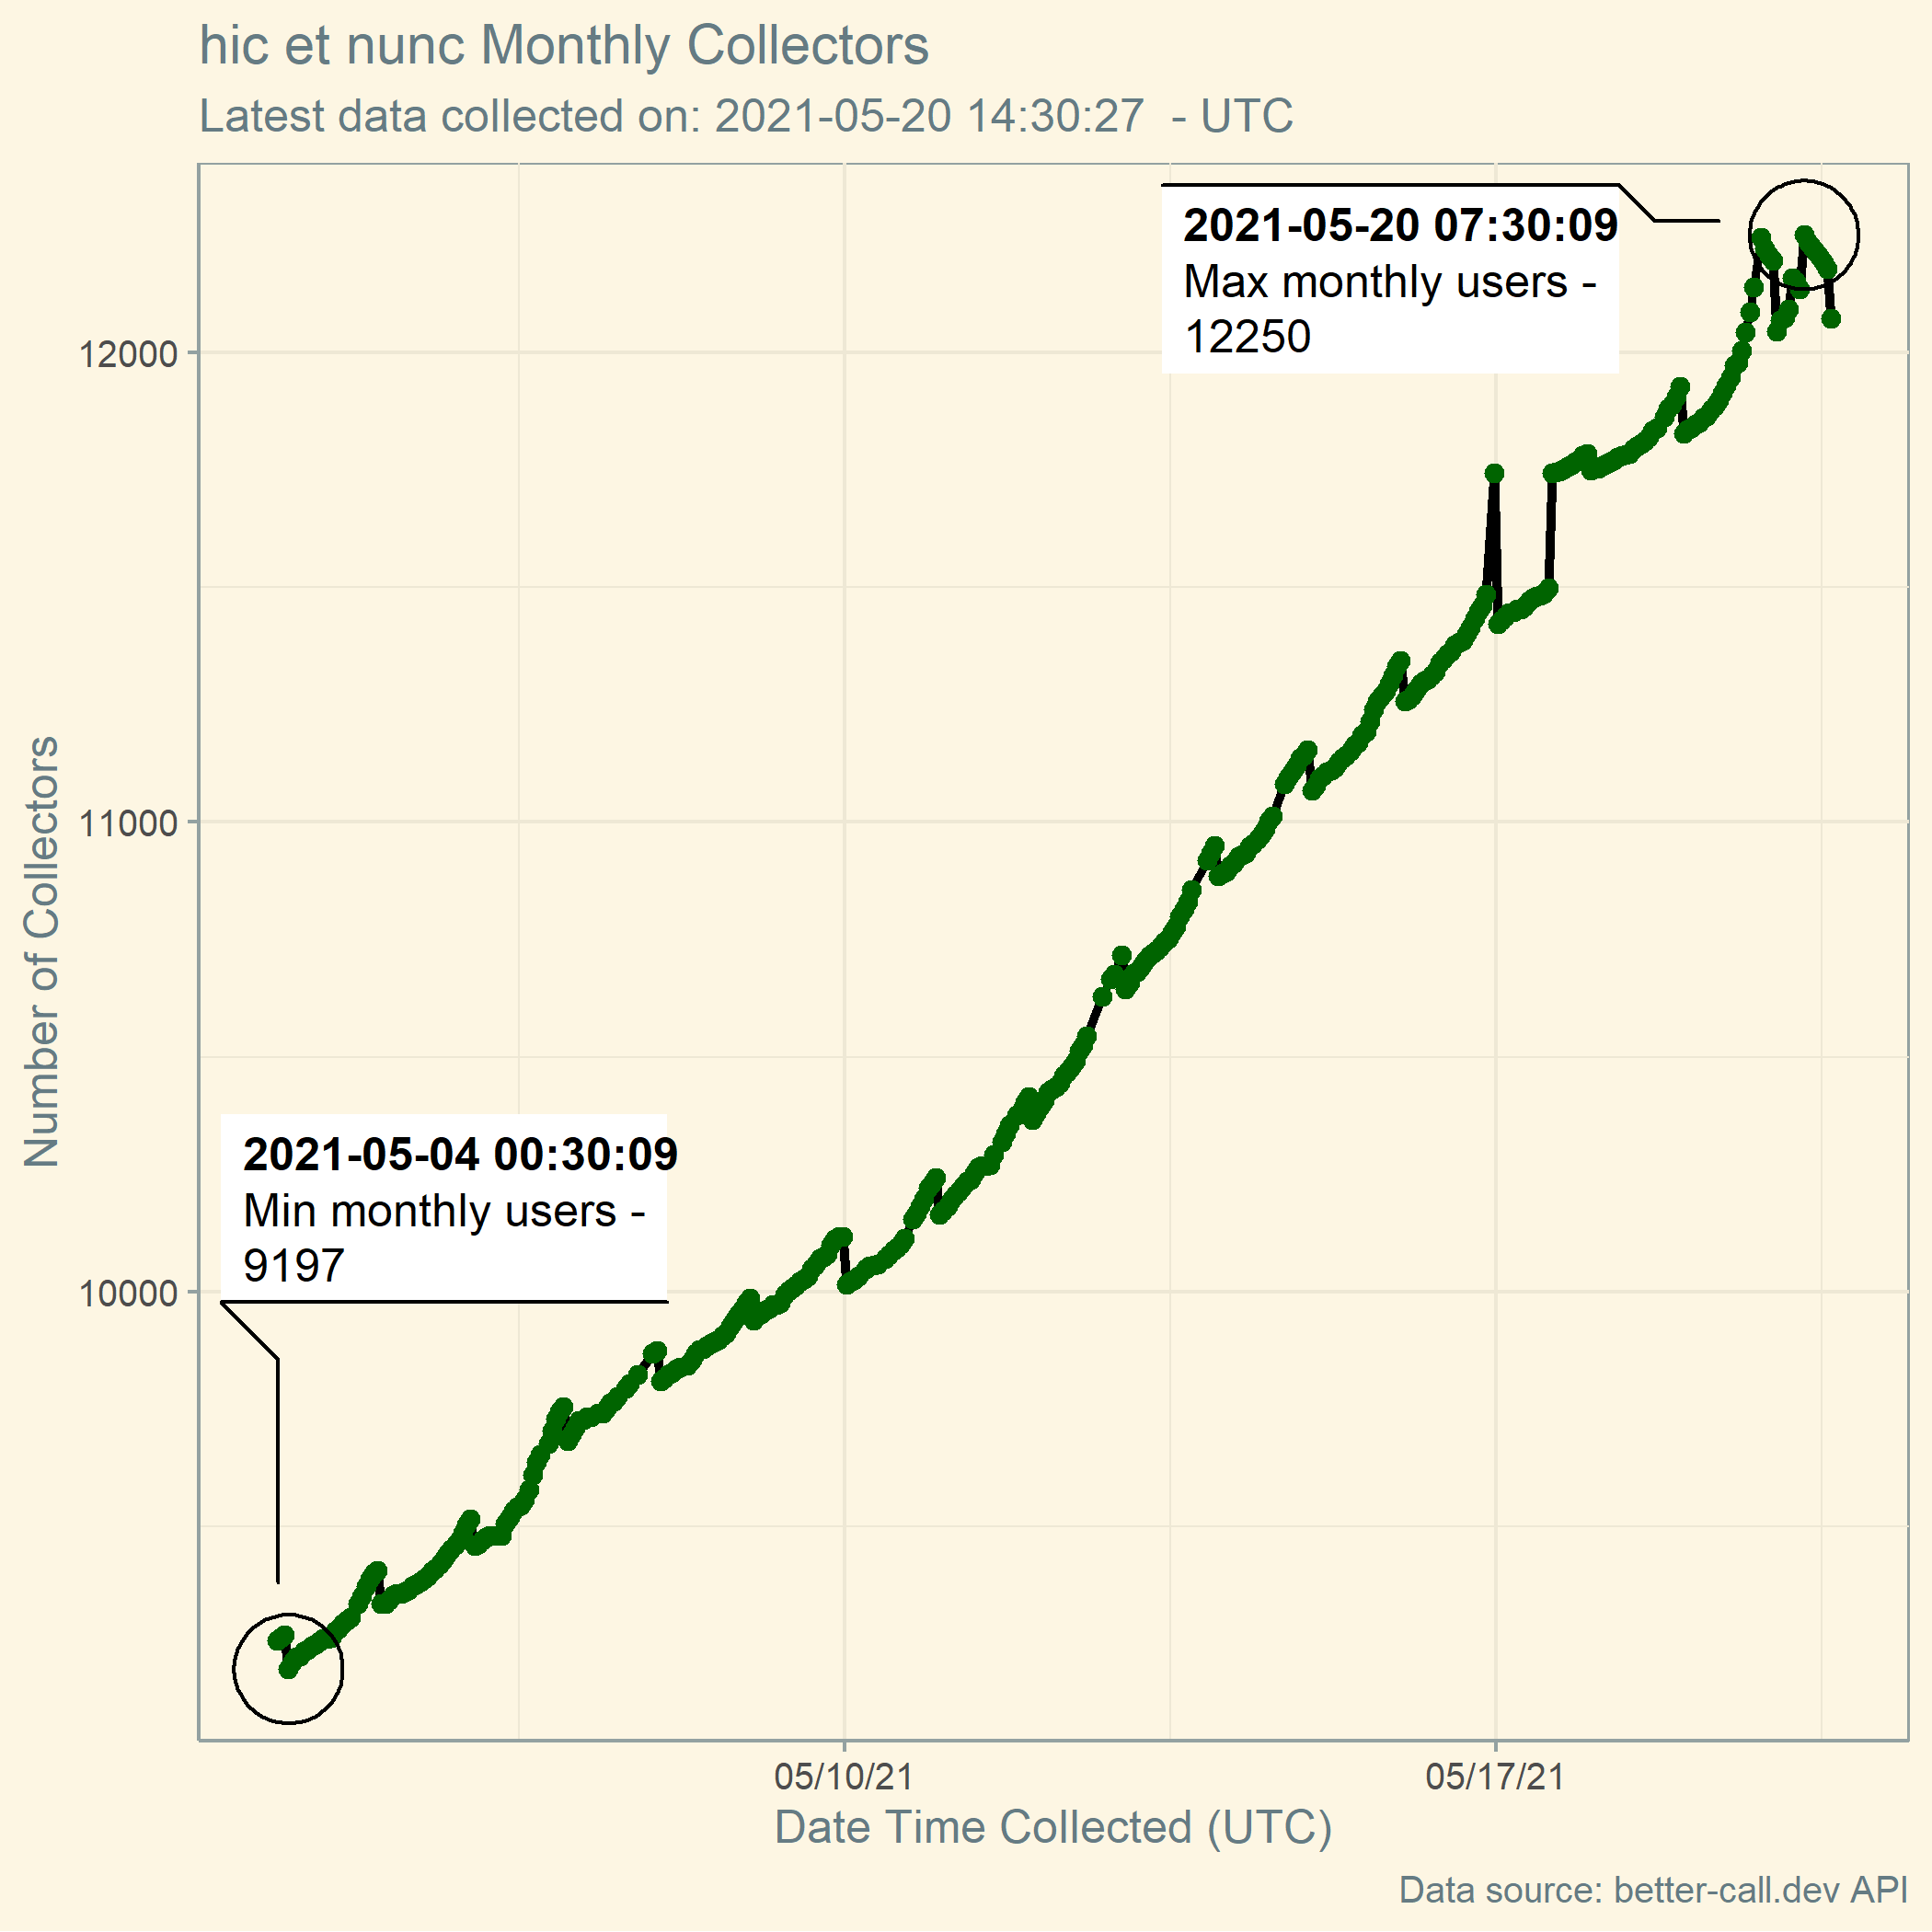 hic et nunc Monthly Collectors
Latest data collected on: 2021-05-20 14:30:27  - UTC
2021-05-20 07:30:09
Max monthly users -
12250
12000
11000
10000
Number of Collectors
2021-05-04 00:30:09
Min monthly users -
9197
05/10/21
05/17/21
Date Time Collected (UTC)
Data source: better-call.dev API